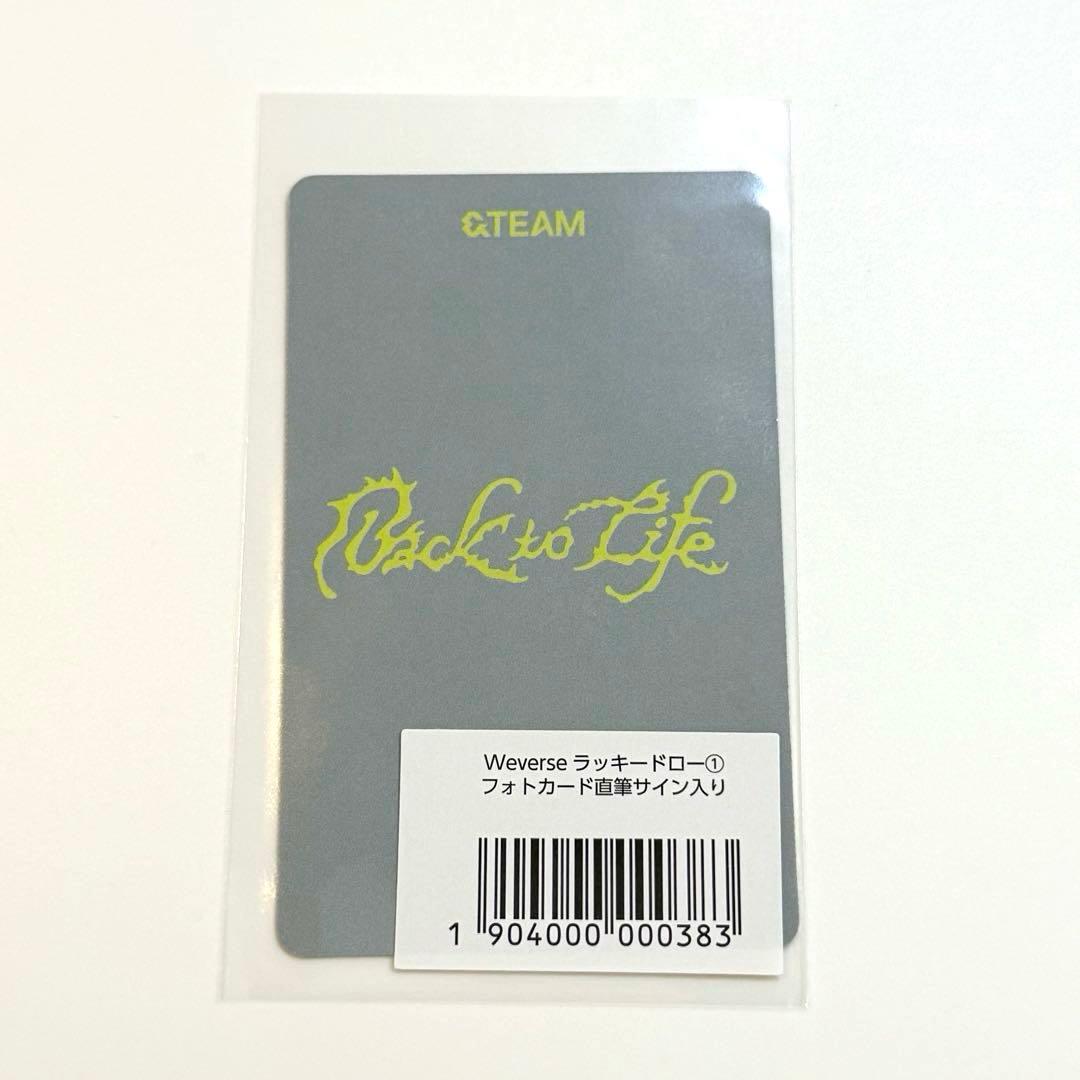 &TEAM
Back to Life
Weverse ラッキードロー①
フォトカード直筆サイン入り
1 904000 000383